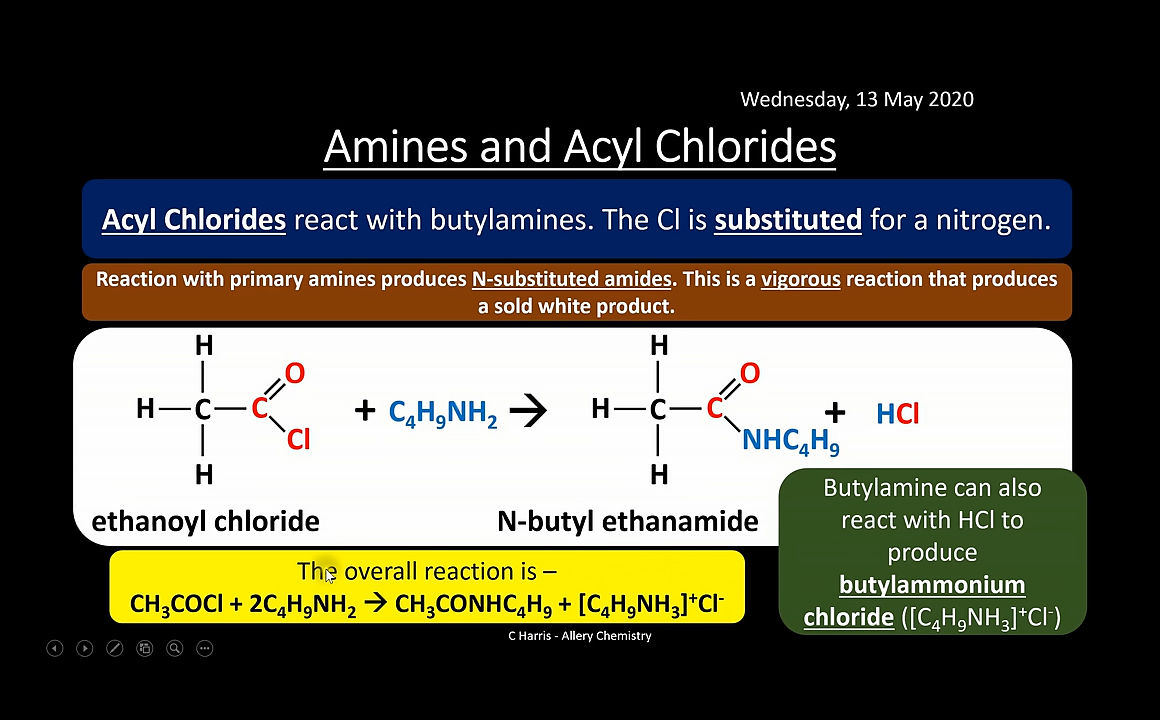 Wednesday, 13 May 2020
Amines and Acyl Chlorides
Acyl Chlorides react with butylamines. The Cl is substituted for a nitrogen.
Reaction with primary amines produces N-substituted amides. This is a vigorous reaction that produces
a sold white product.
H
O
H—C—C
Cl
H
+ C₄H₉NH₂ →
H
O
H—C—C
NHC₄H₉
H
+ HCl
ethanoyl chloride
N-butyl ethanamide
Butylamine can also
react with HCl to
produce
butylammonium
chloride ([C₄H₉NH₃]⁺Cl⁻)
The overall reaction is –
CH₃COCl + 2C₄H₉NH₂ → CH₃CONHC₄H₉ + [C₄H₉NH₃]⁺Cl⁻
C Harris - Allery Chemistry